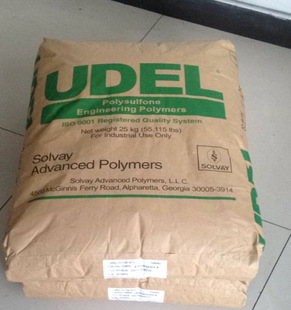 UDEL
Polysulfone
Engineering Polymers
ISO 9001 Registered Quality System
Net weight 25 kg (55.115 lbs)
For Industrial Use Only
Solvay
Advanced Polymers
SOLVAY
Solvay Advanced Polymers, L.L.C.
4500 McGinnis Ferry Road, Alpharetta, Georgia 30005-3914